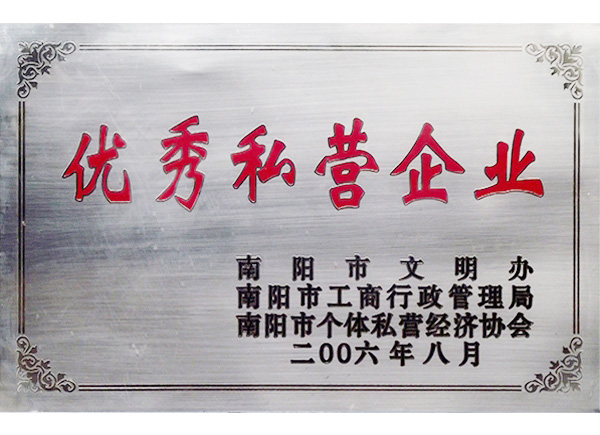 优秀私营企业
南阳市文明办
南阳市工商行政管理局
南阳市个体私营经济协会
二00六年八月